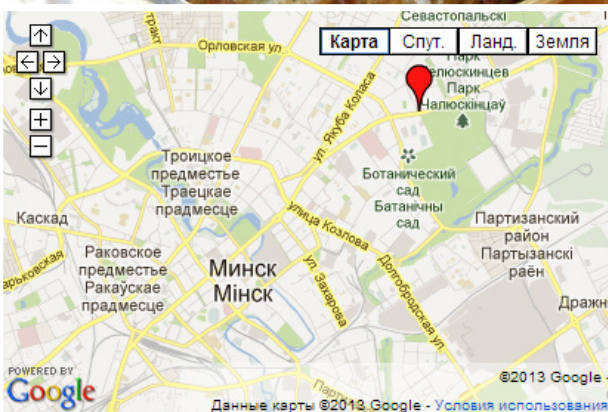 Севастопальскі
Орловская ул.
Карта Спут. Ланд. Земля
тракт
Парк
Челюскинцев
Парк
Чалюскінцаў
ул. Якуба Коласа
Троицкое
предместье
Траецкае
прадмесце
Ботанический
сад
Батанічны
сад
Каскад
улица Козлова
Партизанский
район
Партызанскі
раён
Раковское
предместье
Ракаўскае
прадмесце
Минск
Мінск
ул. Захарова
Долгобродская ул.
Дражн
POWERED BY
Google
©2013 Google -
Данные карты ©2013 Google - Условия использования